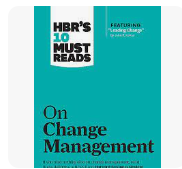 HBR'S
10
MUST
READS
FEATURING
"Leading Change"
On
Change
Management